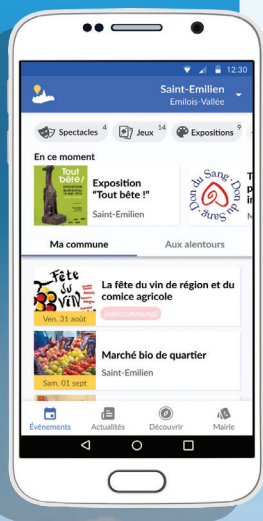 12:30
Saint-Emilien
Emilois-Vallée
Spectacles 4
Jeux 14
Expositions 9
En ce moment
Tout
bête!
Exposition
"Tout bête !"
Saint-Emilien
Don du Sang · Don du Sang
T
p
i
M
Ma commune
Aux alentours
Fête
du
ViN
Ven. 31 août
La fête du vin de région et du
comice agricole
Intercommunal
Sam. 01 sept
Marché bio de quartier
Saint-Emilien
Événements
Actualités
Découvrir
Mairie